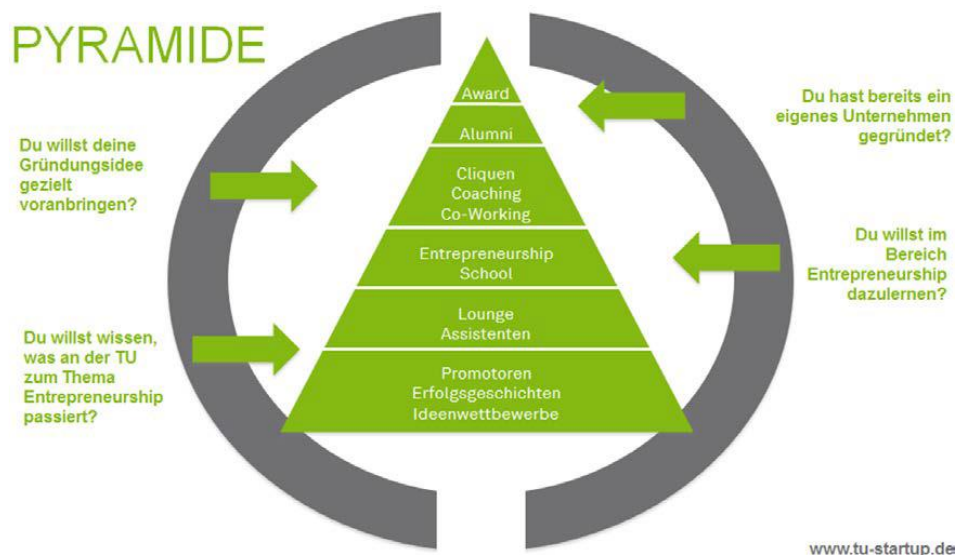 PYRAMIDE
Award
Alumni
Cliquen
Coaching
Co-Working
Entrepreneurship
School
Lounge
Assistenten
Promotoren
Erfolgsgeschichten
Ideenwettbewerbe
Du willst deine
Gründungsidee
gezielt
voranbringen?
Du willst wissen,
was an der TU
zum Thema
Entrepreneurship
passiert?
Du hast bereits ein
eigenes Unternehmen
gegründet?
Du willst im
Bereich
Entrepreneurship
dazulernen?
www.tu-startup.de